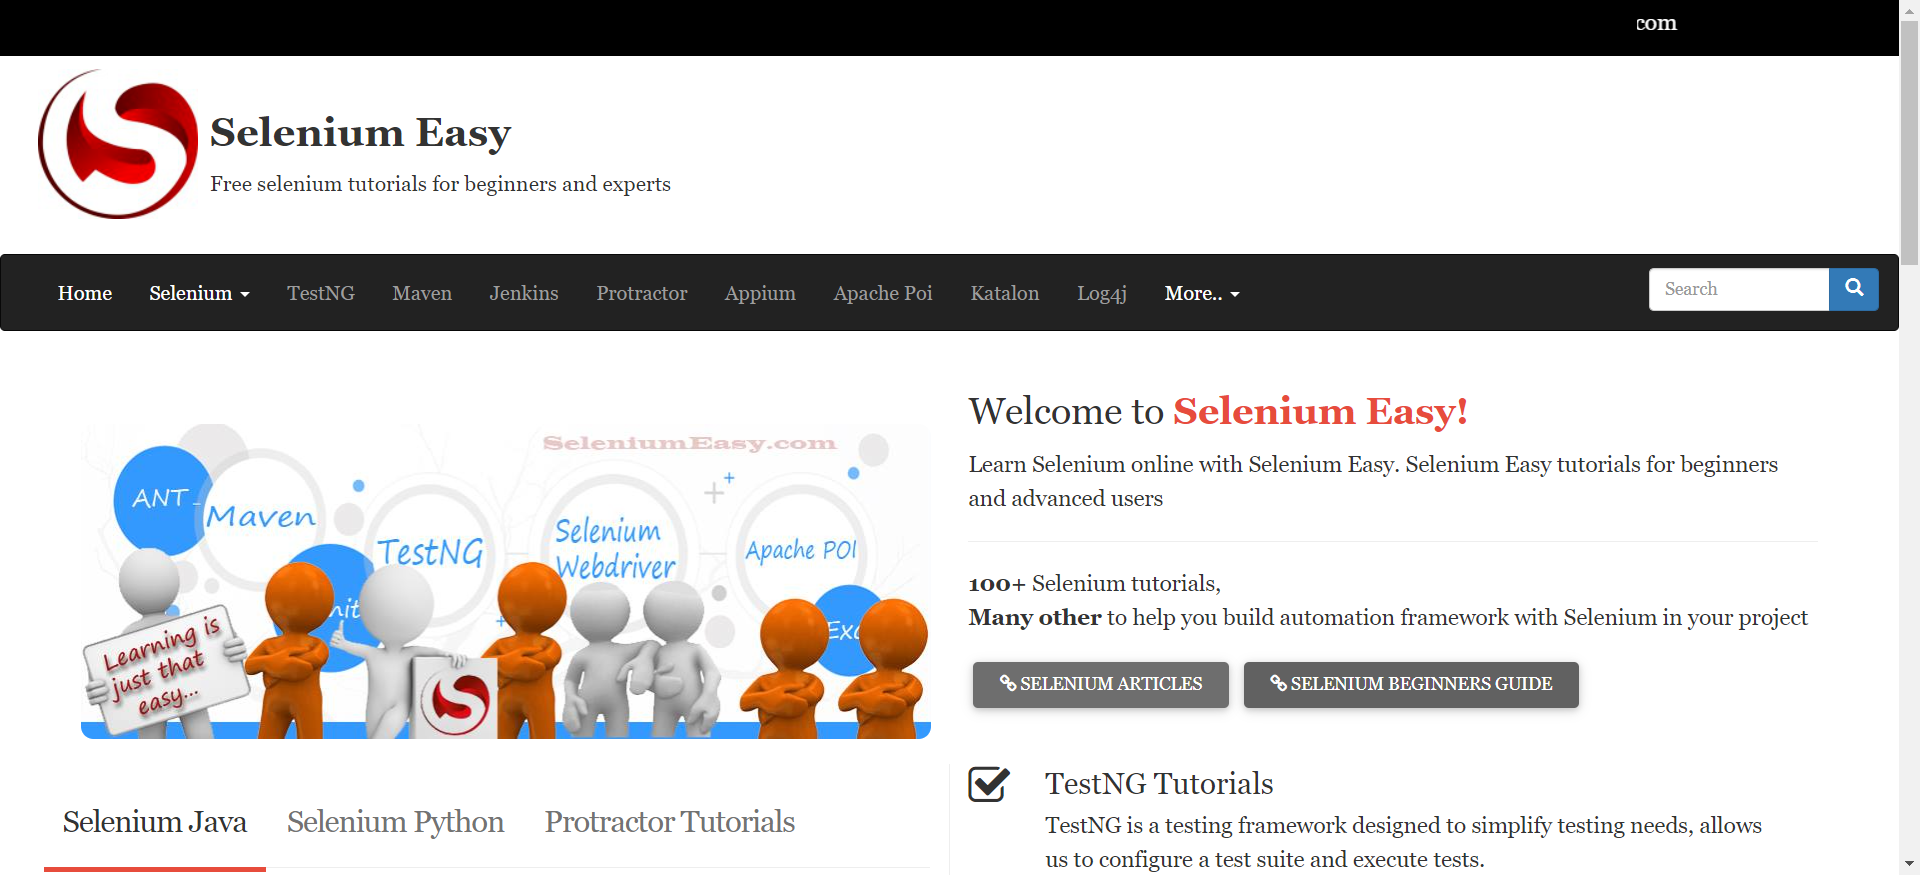 com
Selenium Easy
Free selenium tutorials for beginners and experts
Home Selenium TestNG Maven Jenkins Protractor Appium Apache Poi Katalon Log4j More.. Search
SeleniumEasy.com
ANT
Maven
TestNG
Selenium
Webdriver
Apache POI
Learning is
just that
easy...
Welcome to Selenium Easy!
Learn Selenium online with Selenium Easy. Selenium Easy tutorials for beginners
and advanced users
100+ Selenium tutorials,
Many other to help you build automation framework with Selenium in your project
SELENIUM ARTICLES SELENIUM BEGINNERS GUIDE
Selenium Java Selenium Python Protractor Tutorials
TestNG Tutorials
TestNG is a testing framework designed to simplify testing needs, allows
us to configure a test suite and execute tests.